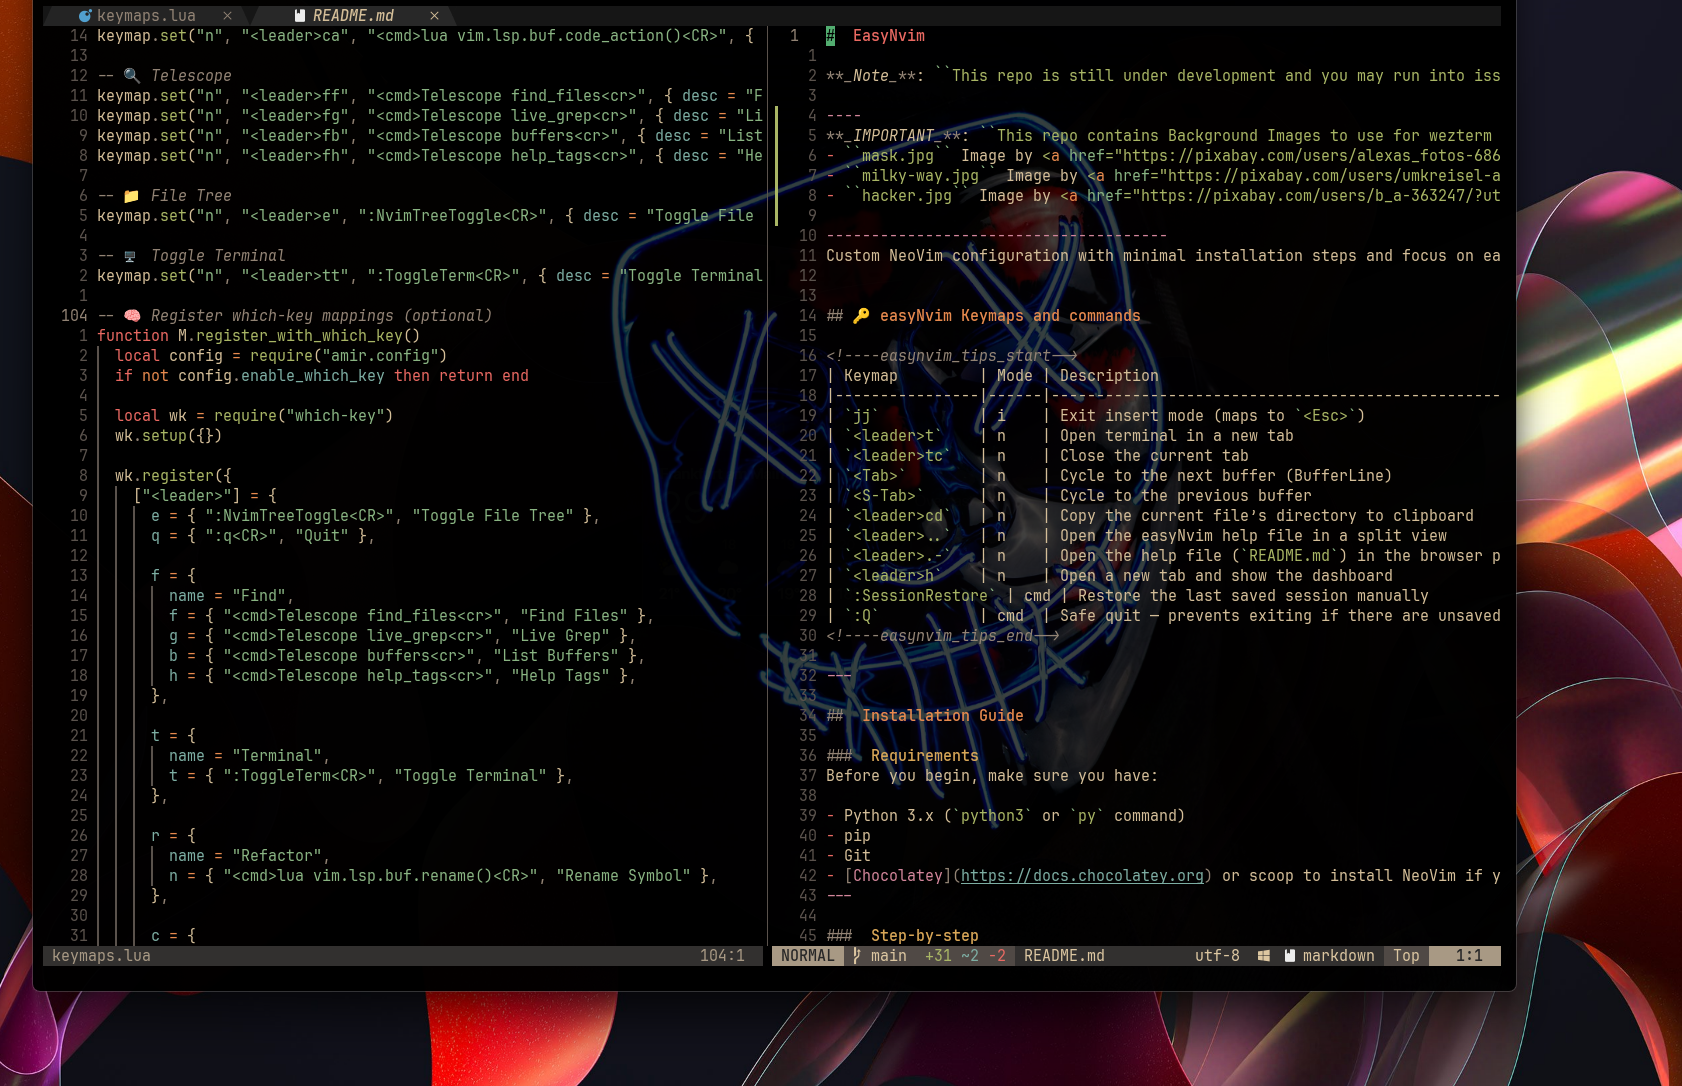 keymaps.lua × README.md ×
14 keymap.set("n", "<leader>ca", "<cmd>lua vim.lsp.buf.code_action()<CR>", {
13
12 -- 🔍 Telescope
11 keymap.set("n", "<leader>ff", "<cmd>Telescope find_files<cr>", { desc = "F
10 keymap.set("n", "<leader>fg", "<cmd>Telescope live_grep<cr>", { desc = "Li
9 keymap.set("n", "<leader>fb", "<cmd>Telescope buffers<cr>", { desc = "List
8 keymap.set("n", "<leader>fh", "<cmd>Telescope help_tags<cr>", { desc = "He
7
6 -- 📁 File Tree
5 keymap.set("n", "<leader>e", ":NvimTreeToggle<CR>", { desc = "Toggle File
4
3 -- 🖥 Toggle Terminal
2 keymap.set("n", "<leader>tt", ":ToggleTerm<CR>", { desc = "Toggle Terminal
1
104 -- 🧠 Register which-key mappings (optional)
1 function M.register_with_which_key()
2 local config = require("amir.config")
3 if not config.enable_which_key then return end
4
5 local wk = require("which-key")
6 wk.setup({})
7
8 wk.register({
9 ["<leader>"] = {
10 e = { ":NvimTreeToggle<CR>", "Toggle File Tree" },
11 q = { ":q<CR>", "Quit" },
12
13 f = {
14 name = "Find",
15 f = { "<cmd>Telescope find_files<cr>", "Find Files" },
16 g = { "<cmd>Telescope live_grep<cr>", "Live Grep" },
17 b = { "<cmd>Telescope buffers<cr>", "List Buffers" },
18 h = { "<cmd>Telescope help_tags<cr>", "Help Tags" },
19 },
20
21 t = {
22 name = "Terminal",
23 t = { ":ToggleTerm<CR>", "Toggle Terminal" },
24 },
25
26 r = {
27 name = "Refactor",
28 n = { "<cmd>lua vim.lsp.buf.rename()<CR>", "Rename Symbol" },
29 },
30
31 c = {
keymaps.lua 104:1
1 # EasyNvim
1
2 **_Note_**: ``This repo is still under development and you may run into iss
3
4 ----
5 **_IMPORTANT_**: ``This repo contains Background Images to use for wezterm
6 - ``mask.jpg`` Image by <a href="https://pixabay.com/users/alexas_fotos-686
7 - ``milky-way.jpg`` Image by <a href="https://pixabay.com/users/umkreisel-a
8 - ``hacker.jpg`` Image by <a href="https://pixabay.com/users/b_a-363247/?ut
9
10 --------------------------------------
11 Custom NeoVim configuration with minimal installation steps and focus on ea
12
13
14 ## 🔑 easyNvim Keymaps and commands
15
16 <!----easynvim_tips_start-->
17 | Keymap | Mode | Description
18 |----------------|------|--------------------------------------------------
19 | `jj` | i | Exit insert mode (maps to `<Esc>`)
20 | `<leader>t` | n | Open terminal in a new tab
21 | `<leader>tc` | n | Close the current tab
22 | `<Tab>` | n | Cycle to the next buffer (BufferLine)
23 | `<S-Tab>` | n | Cycle to the previous buffer
24 | `<leader>cd` | n | Copy the current file's directory to clipboard
25 | `<leader>..` | n | Open the easyNvim help file in a split view
26 | `<leader>.-` | n | Open the help file (`README.md`) in the browser p
27 | `<leader>h` | n | Open a new tab and show the dashboard
28 | `:SessionRestore` | cmd | Restore the last saved session manually
29 | `:Q` | cmd | Safe quit — prevents exiting if there are unsaved
30 <!----easynvim_tips_end-->
31
32 ---
33
34 ## Installation Guide
35
36 ### Requirements
37 Before you begin, make sure you have:
38
39 - Python 3.x (`python3` or `py` command)
40 - pip
41 - Git
42 - [Chocolatey](https://docs.chocolatey.org) or scoop to install NeoVim if y
43 ---
44
45 ### Step-by-step
NORMAL main +31 ~2 -2 README.md utf-8 markdown Top 1:1